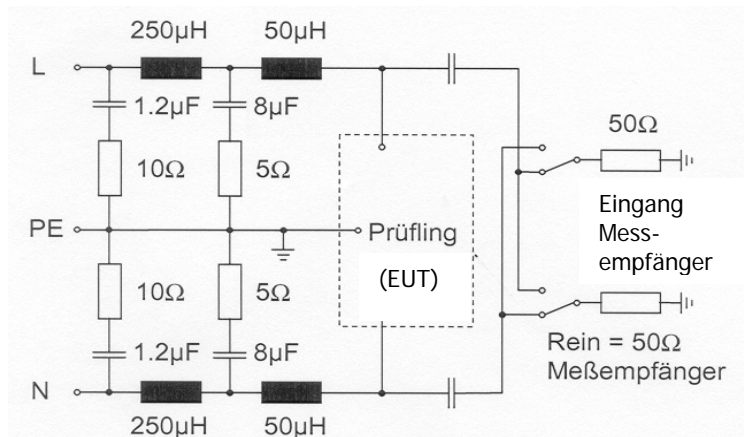 250µH
50µH
L
1.2µF
8µF
10Ω
5Ω
50Ω
PE
Prüfling
(EUT)
Eingang
Mess-
empfänger
10Ω
5Ω
1.2µF
8µF
Rein = 50Ω
Meßempfänger
N
250µH
50µH